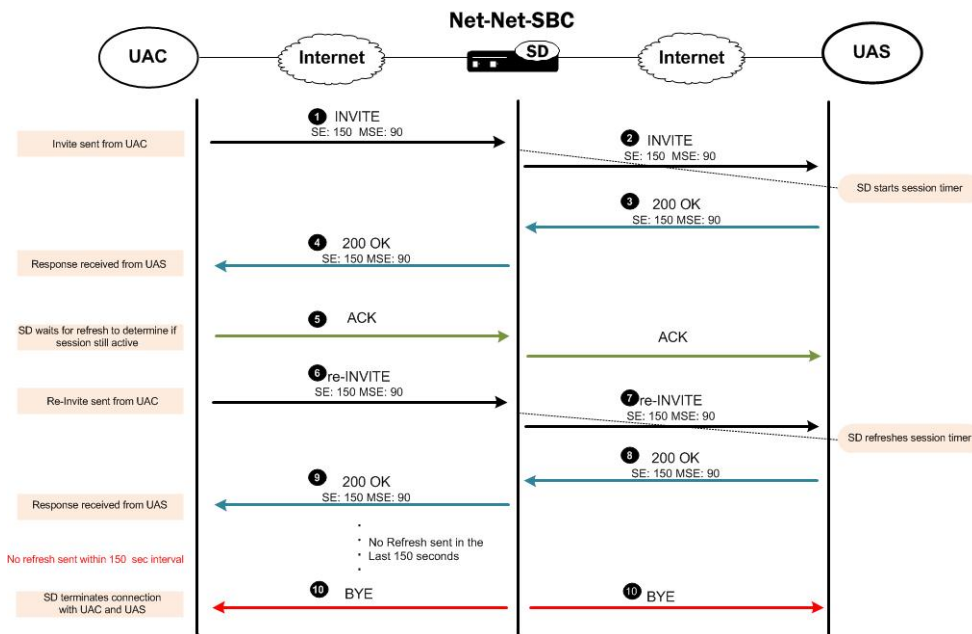 Net-Net-SBC
UAC
Internet
SD
Internet
UAS
1 INVITE
SE: 150 MSE: 90
Invite sent from UAC
2 INVITE
SE: 150 MSE: 90
SD starts session timer
3 200 OK
SE: 150 MSE: 90
4 200 OK
SE: 150 MSE: 90
Response received from UAS
5 ACK
SD waits for refresh to determine if
session still active
ACK
6 re-INVITE
SE: 150 MSE: 90
Re-Invite sent from UAC
7 re-INVITE
SE: 150 MSE: 90
SD refreshes session timer
8 200 OK
SE: 150 MSE: 90
9 200 OK
SE: 150 MSE: 90
Response received from UAS
No Refresh sent in the
Last 150 seconds
No refresh sent within 150 sec interval
10 BYE
10 BYE
SD terminates connection
with UAC and UAS